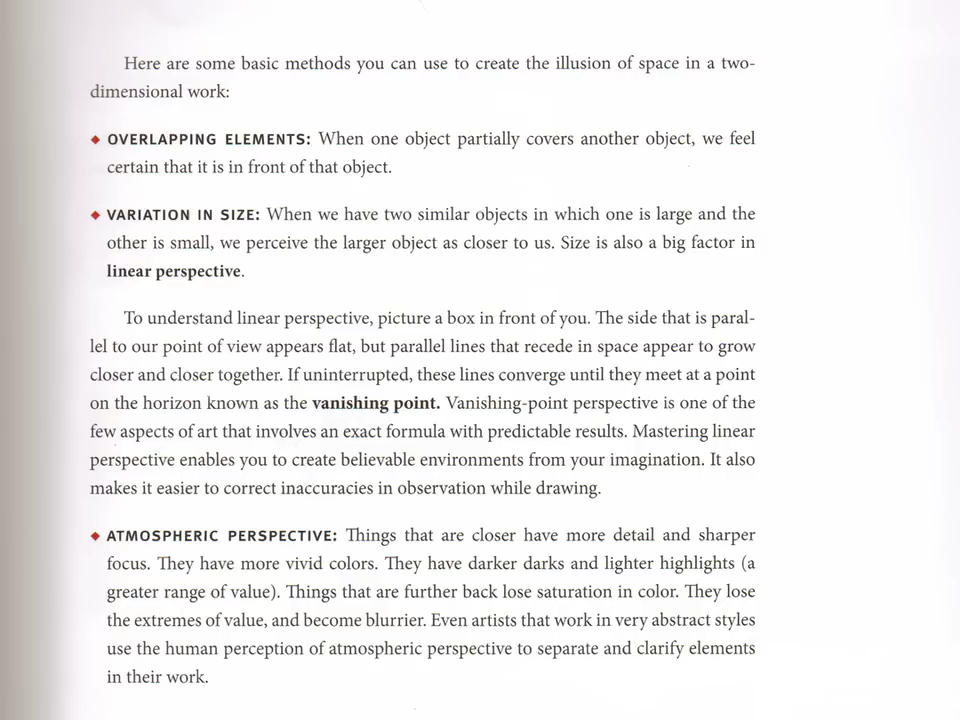 Here are some basic methods you can use to create the illusion of space in a two-
dimensional work:
◆ OVERLAPPING ELEMENTS: When one object partially covers another object, we feel
certain that it is in front of that object.
◆ VARIATION IN SIZE: When we have two similar objects in which one is large and the
other is small, we perceive the larger object as closer to us. Size is also a big factor in
linear perspective.
To understand linear perspective, picture a box in front of you. The side that is paral-
lel to our point of view appears flat, but parallel lines that recede in space appear to grow
closer and closer together. If uninterrupted, these lines converge until they meet at a point
on the horizon known as the vanishing point. Vanishing-point perspective is one of the
few aspects of art that involves an exact formula with predictable results. Mastering linear
perspective enables you to create believable environments from your imagination. It also
makes it easier to correct inaccuracies in observation while drawing.
◆ ATMOSPHERIC PERSPECTIVE: Things that are closer have more detail and sharper
focus. They have more vivid colors. They have darker darks and lighter highlights (a
greater range of value). Things that are further back lose saturation in color. They lose
the extremes of value, and become blurrier. Even artists that work in very abstract styles
use the human perception of atmospheric perspective to separate and clarify elements
in their work.